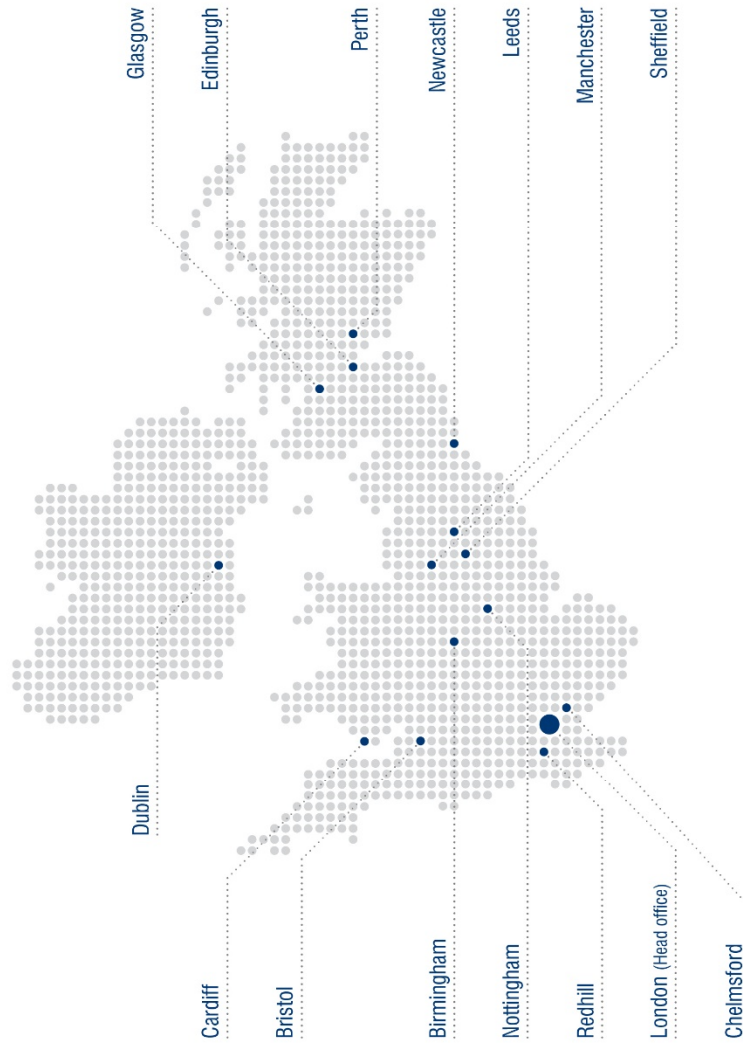 Glasgow
Edinburgh
Perth
Newcastle
Leeds
Manchester
Sheffield
Dublin
Cardiff
Bristol
Birmingham
Nottingham
Redhill
London (Head office)
Chelmsford